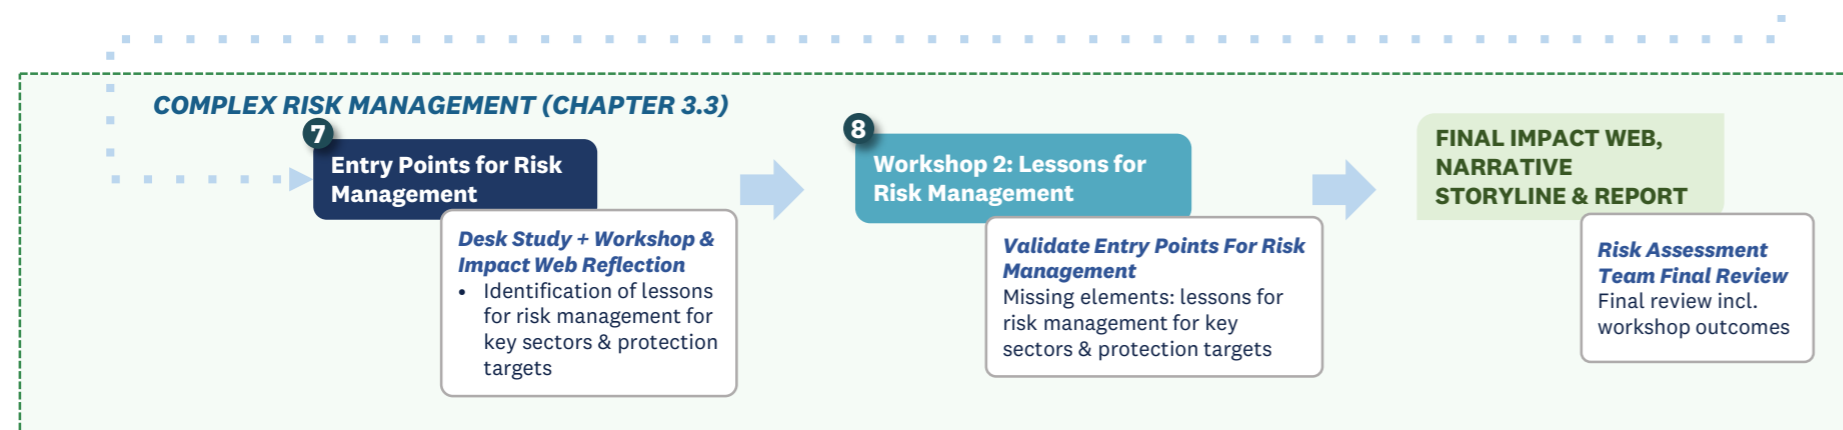 COMPLEX RISK MANAGEMENT (CHAPTER 3.3)
7
Entry Points for Risk
Management
Desk Study + Workshop &
Impact Web Reflection
• Identification of lessons
for risk management for
key sectors & protection
targets
8
Workshop 2: Lessons for
Risk Management
Validate Entry Points For Risk
Management
Missing elements: lessons for
risk management for key
sectors & protection targets
FINAL IMPACT WEB,
NARRATIVE
STORYLINE & REPORT
Risk Assessment
Team Final Review
Final review incl.
workshop outcomes